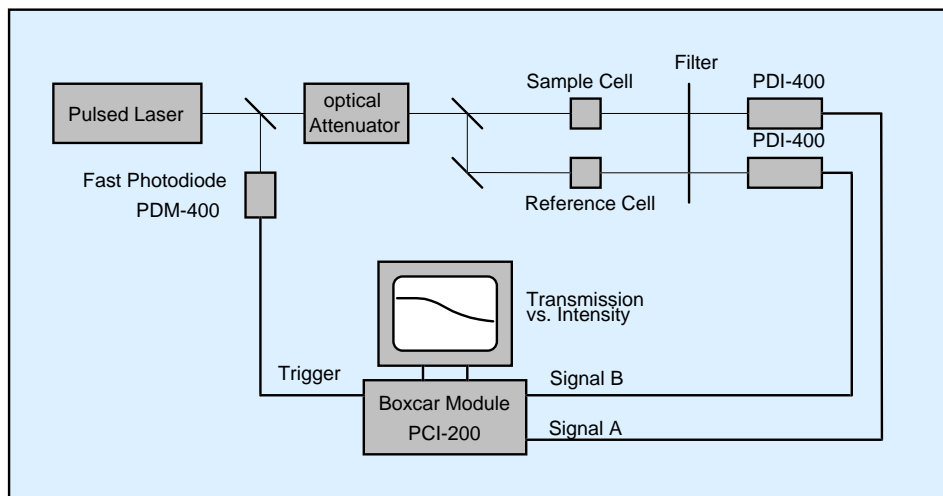 Pulsed Laser
optical
Attenuator
Sample Cell
Filter
PDI-400
PDI-400
Fast Photodiode
PDM-400
Reference Cell
Transmission
vs. Intensity
Trigger
Boxcar Module
PCI-200
Signal B
Signal A